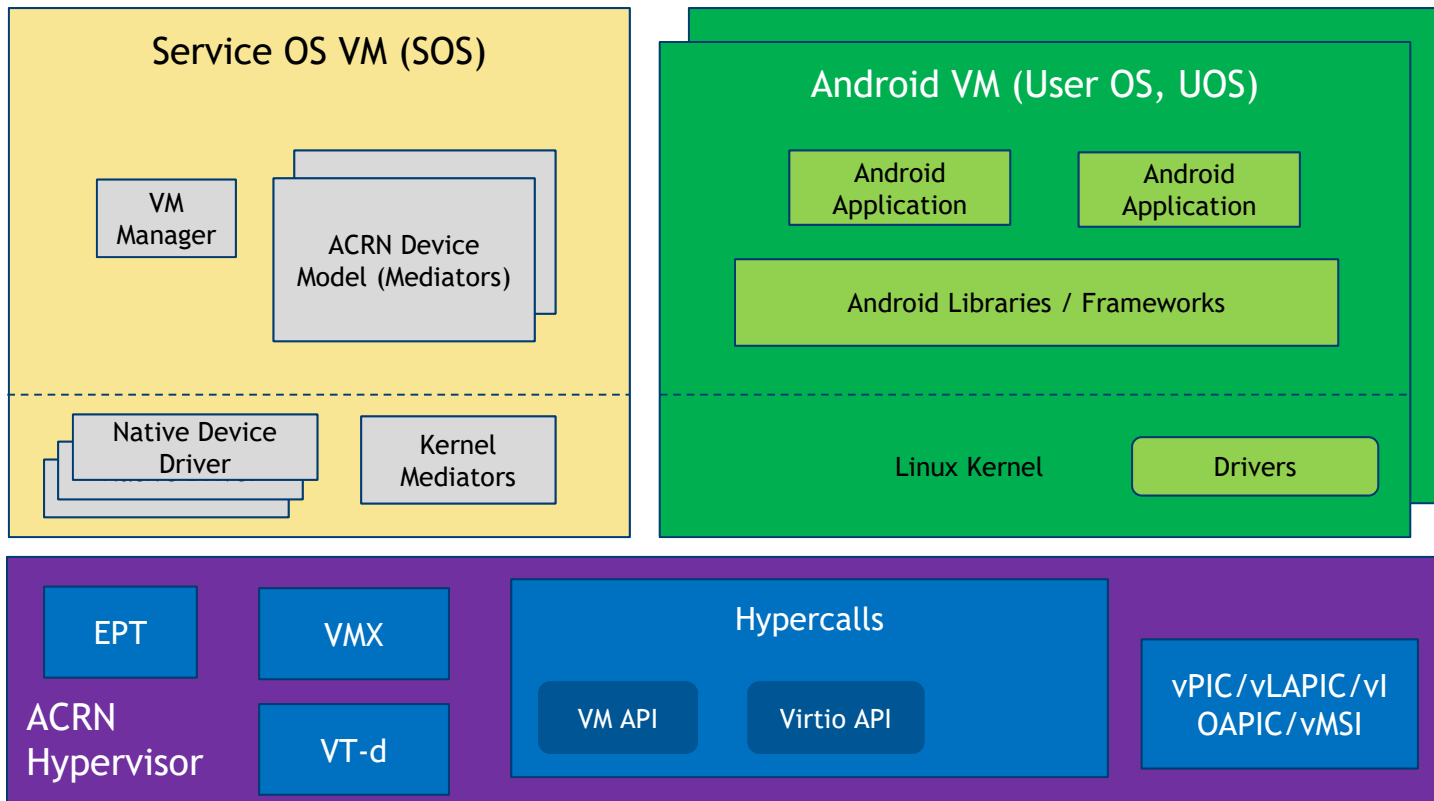 Service OS VM (SOS)
VM
Manager
ACRN Device
Model (Mediators)
Native Device
Driver
Kernel
Mediators
Android VM (User OS, UOS)
Android
Application
Android
Application
Android Libraries / Frameworks
Linux Kernel
Drivers
EPT
VMX
ACRN
Hypervisor
VT-d
Hypercalls
VM API
Virtio API
vPIC/vLAPIC/vI
OAPIC/vMSI